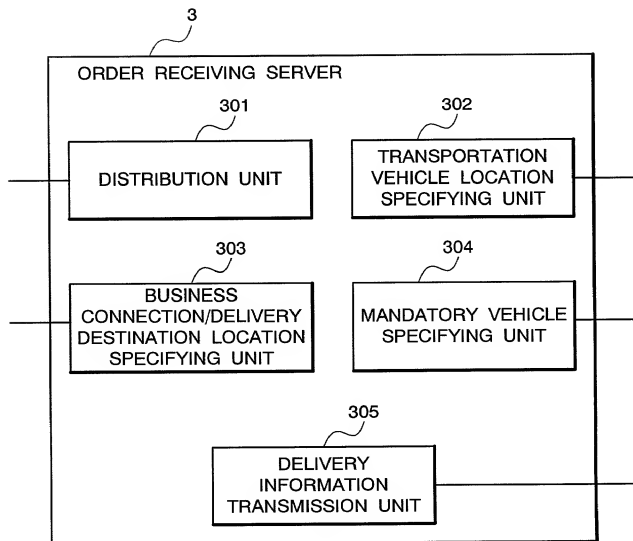 3
ORDER RECEIVING SERVER
301
DISTRIBUTION UNIT
302
TRANSPORTATION
VEHICLE LOCATION
SPECIFYING UNIT
303
BUSINESS
CONNECTION/DELIVERY
DESTINATION LOCATION
SPECIFYING UNIT
304
MANDATORY VEHICLE
SPECIFYING UNIT
305
DELIVERY
INFORMATION
TRANSMISSION UNIT